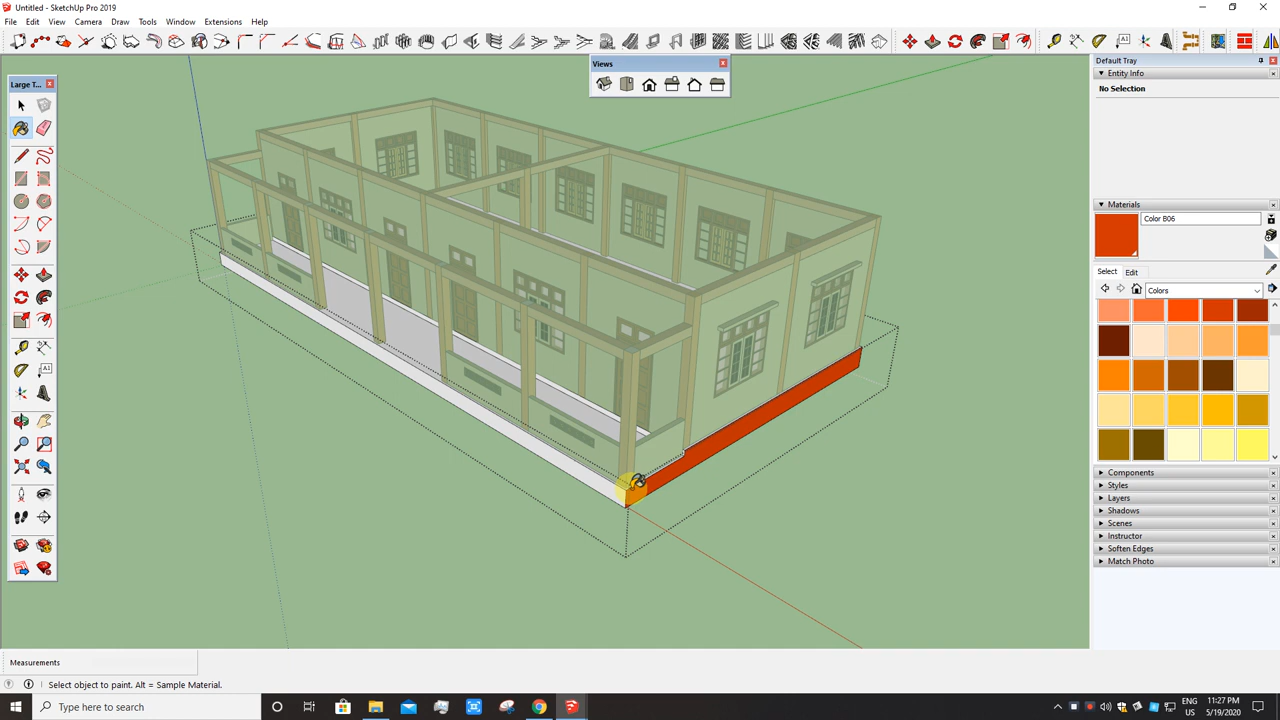 Untitled - SketchUp Pro 2019
File Edit View Camera Draw Tools Window Extensions Help
Views
Large T...
A1
A1
Default Tray
Entity Info
No Selection
Materials
Color B06
Select Edit
Colors
Components
Styles
Layers
Shadows
Scenes
Instructor
Soften Edges
Match Photo
Measurements
Select object to paint. Alt = Sample Material.
Type here to search
ENG
US
11:27 PM
5/19/2020